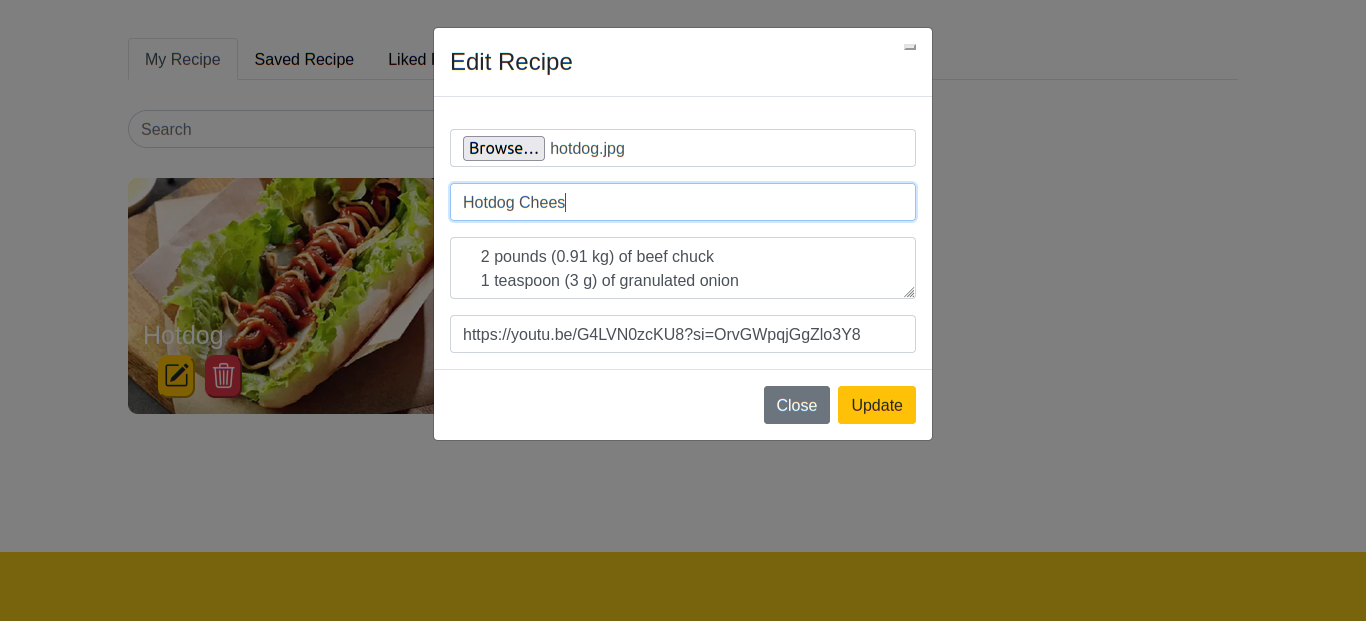 My Recipe
Saved Recipe
Liked
Search
Hotdog
Edit Recipe
Browse...
hotdog.jpg
Hotdog Chees
2 pounds (0.91 kg) of beef chuck
1 teaspoon (3 g) of granulated onion
https://youtu.be/G4LVN0zcKU8?si=OrvGWpqjGgZlo3Y8
Close
Update